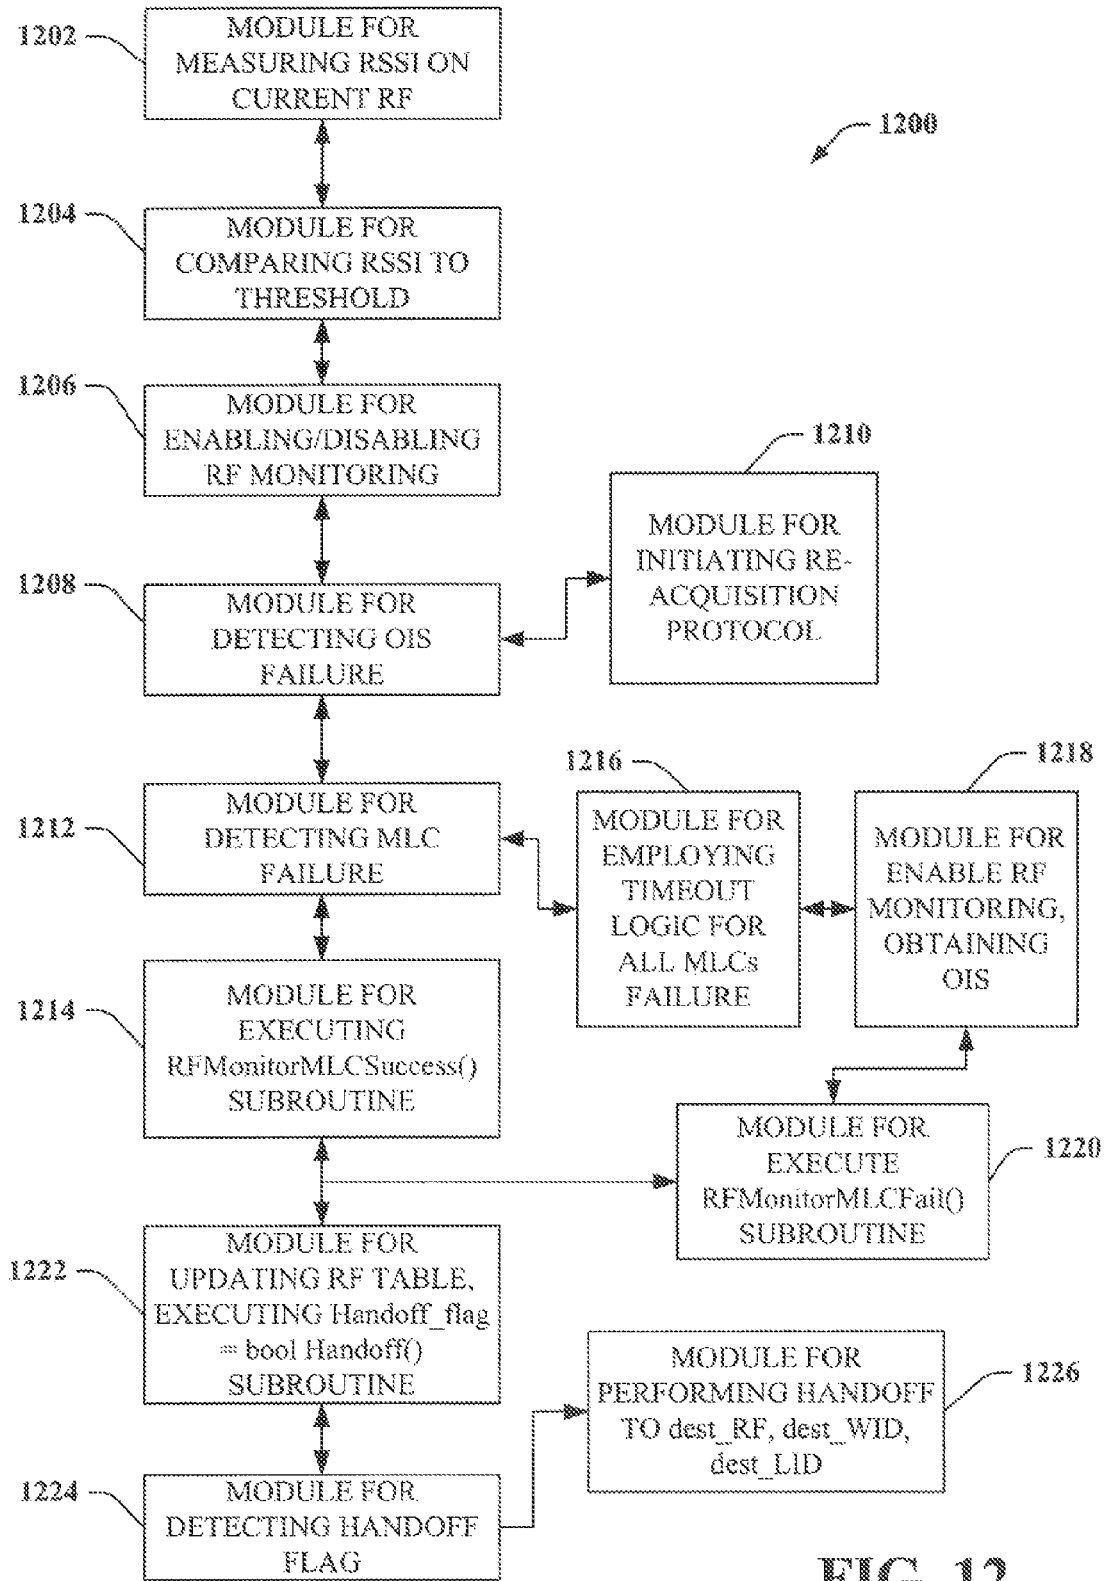 1202
MODULE FOR
MEASURING RSSI ON
CURRENT RF
1200
1204
MODULE FOR
COMPARING RSSI TO
THRESHOLD
1206
MODULE FOR
ENABLING/DISABLING
RF MONITORING
1210
MODULE FOR
INITIATING RE-
ACQUISITION
PROTOCOL
1208
MODULE FOR
DETECTING OIS
FAILURE
1212
MODULE FOR
DETECTING MLC
FAILURE
1216
MODULE FOR
EMPLOYING
TIMEOUT
LOGIC FOR
ALL MLCs
FAILURE
1218
MODULE FOR
ENABLE RF
MONITORING,
OBTAINING
OIS
1214
MODULE FOR
EXECUTING
RFMonitorMLCSuccess()
SUBROUTINE
1220
MODULE FOR
EXECUTE
RFMonitorMLCFail()
SUBROUTINE
1222
MODULE FOR
UPDATING RF TABLE,
EXECUTING Handoff_flag
= bool Handoff()
SUBROUTINE
1226
MODULE FOR
PERFORMING HANDOFF
TO dest_RF, dest_WID,
dest_LID
1224
MODULE FOR
DETECTING HANDOFF
FLAG
FIG. 12